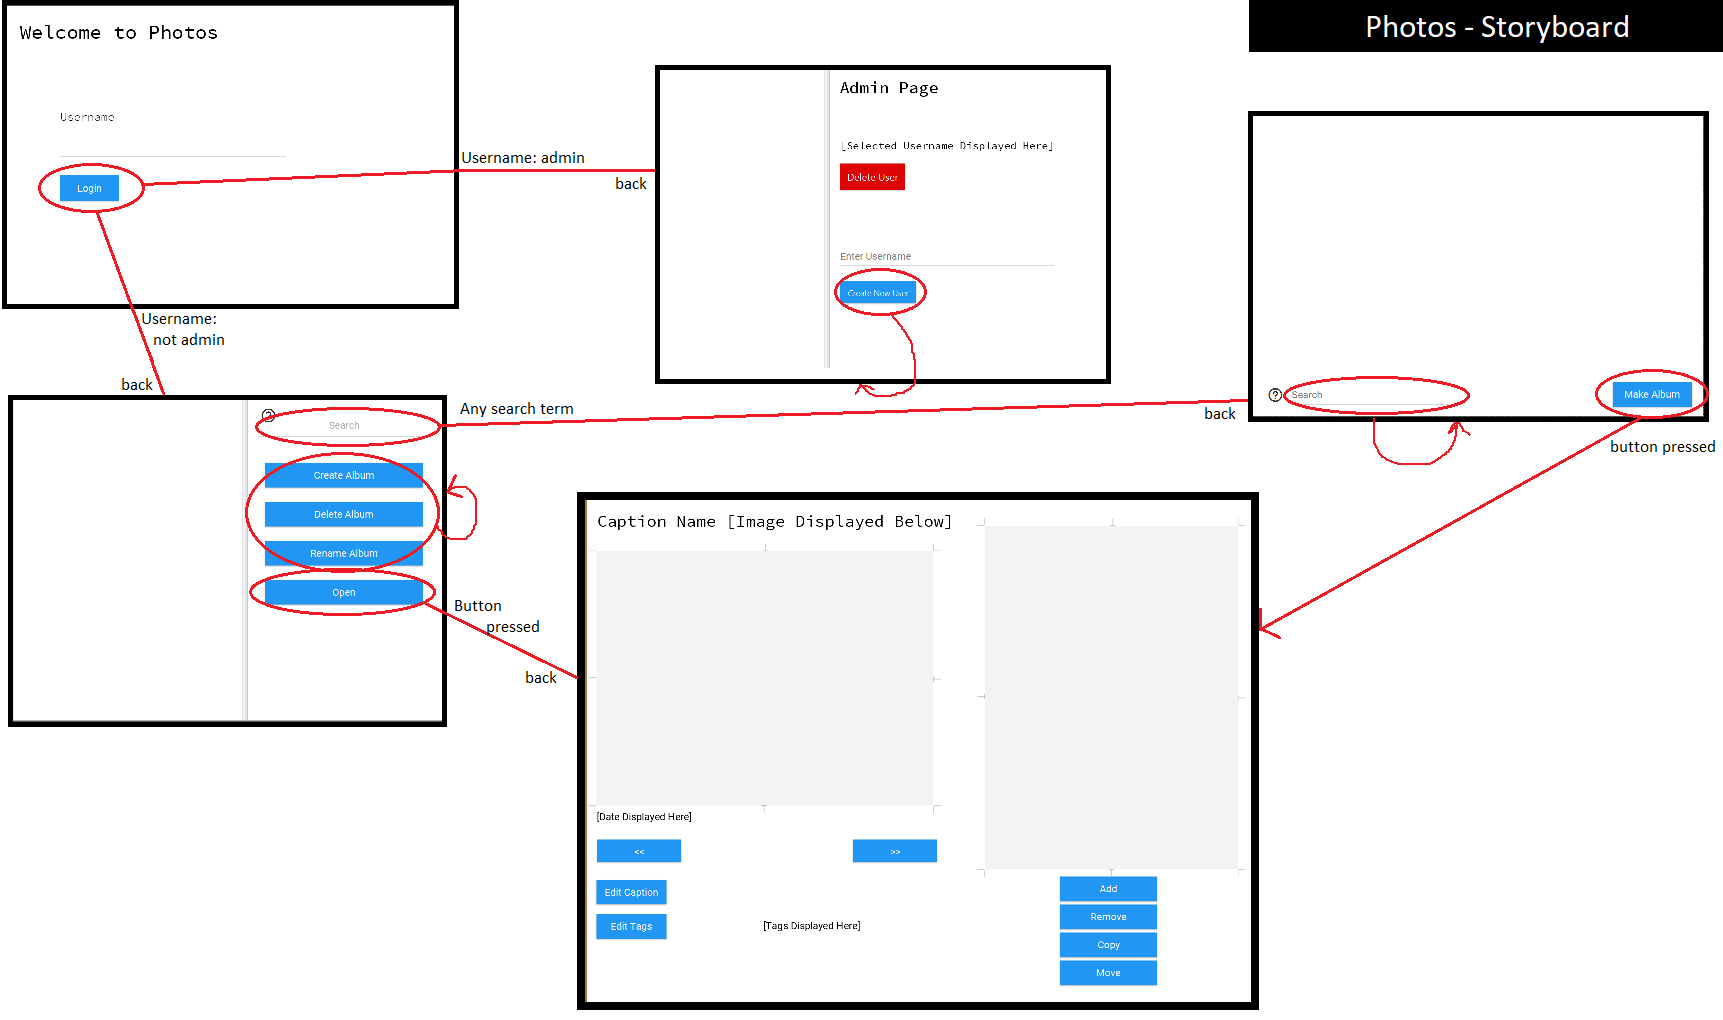 Photos - Storyboard
Welcome to Photos
Username
Login
Username: admin
back
Admin Page
[Selected Username Displayed Here]
Delete User
Enter Username
Create New User
Username:
not admin
back
Search
Create Album
Delete Album
Rename Album
Open
Any search term
back
Search
Make Album
button pressed
Button
pressed
back
Caption Name [Image Displayed Below]
[Date Displayed Here]
<<
>>
Edit Caption
Edit Tags
[Tags Displayed Here]
Add
Remove
Copy
Move